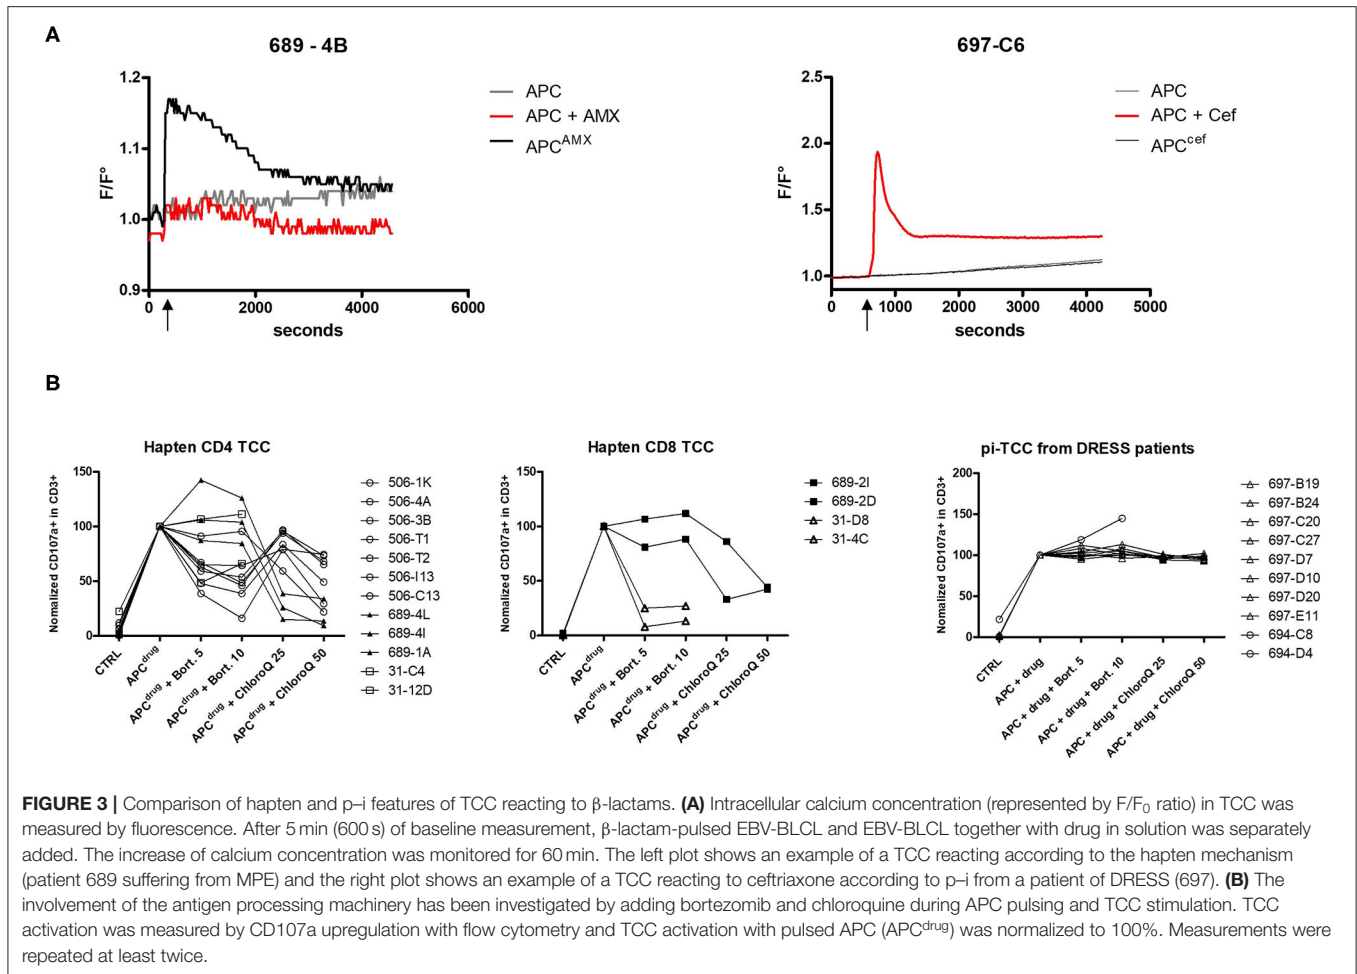 A
689 - 4B
1.2
1.1
1.0
0.9
F/F°
0
2000
4000
6000
seconds
APC
APC + AMX
APC^AMX
697-C6
2.5
2.0
1.5
1.0
F/F°
0
1000
2000
3000
4000
5000
seconds
APC
APC + Cef
APC^cef
B
Hapten CD4 TCC
Normalized CD107a+ in CD3+
150
100
50
0
CTRL
APC^drug
APC^drug + Bort. 5
APC^drug + Bort. 10
APC^drug + ChloroQ 25
APC^drug + ChloroQ 50
506-1K
506-4A
506-3B
506-T1
506-T2
506-I13
506-C13
689-4L
689-4I
689-1A
31-C4
31-12D
Hapten CD8 TCC
Nomalized CD107a+ in CD3+
150
100
50
0
CTRL
APC^drug
APC^drug + Bort. 5
APC^drug + Bort. 10
APC^drug + ChloroQ 25
APC^drug + ChloroQ 50
689-2I
689-2D
31-D8
31-4C
pi-TCC from DRESS patients
Nomalized CD107a+ in CD3+
200
150
100
50
0
CTRL
APC + drug
APC + drug + Bort. 5
APC + drug + Bort. 10
APC + drug + ChloroQ 25
APC + drug + ChloroQ 50
697-B19
697-B24
697-C20
697-C27
697-D7
697-D10
697-D20
697-E11
694-C8
694-D4
FIGURE 3 | Comparison of hapten and p–i features of TCC reacting to β-lactams. (A) Intracellular calcium concentration (represented by F/F₀ ratio) in TCC was
measured by fluorescence. After 5 min (600 s) of baseline measurement, β-lactam-pulsed EBV-BLCL and EBV-BLCL together with drug in solution was separately
added. The increase of calcium concentration was monitored for 60 min. The left plot shows an example of a TCC reacting according to the hapten mechanism
(patient 689 suffering from MPE) and the right plot shows an example of a TCC reacting to ceftriaxone according to p–i from a patient of DRESS (697). (B) The
involvement of the antigen processing machinery has been investigated by adding bortezomib and chloroquine during APC pulsing and TCC stimulation. TCC
activation was measured by CD107a upregulation with flow cytometry and TCC activation with pulsed APC (APC^drug) was normalized to 100%. Measurements were
repeated at least twice.